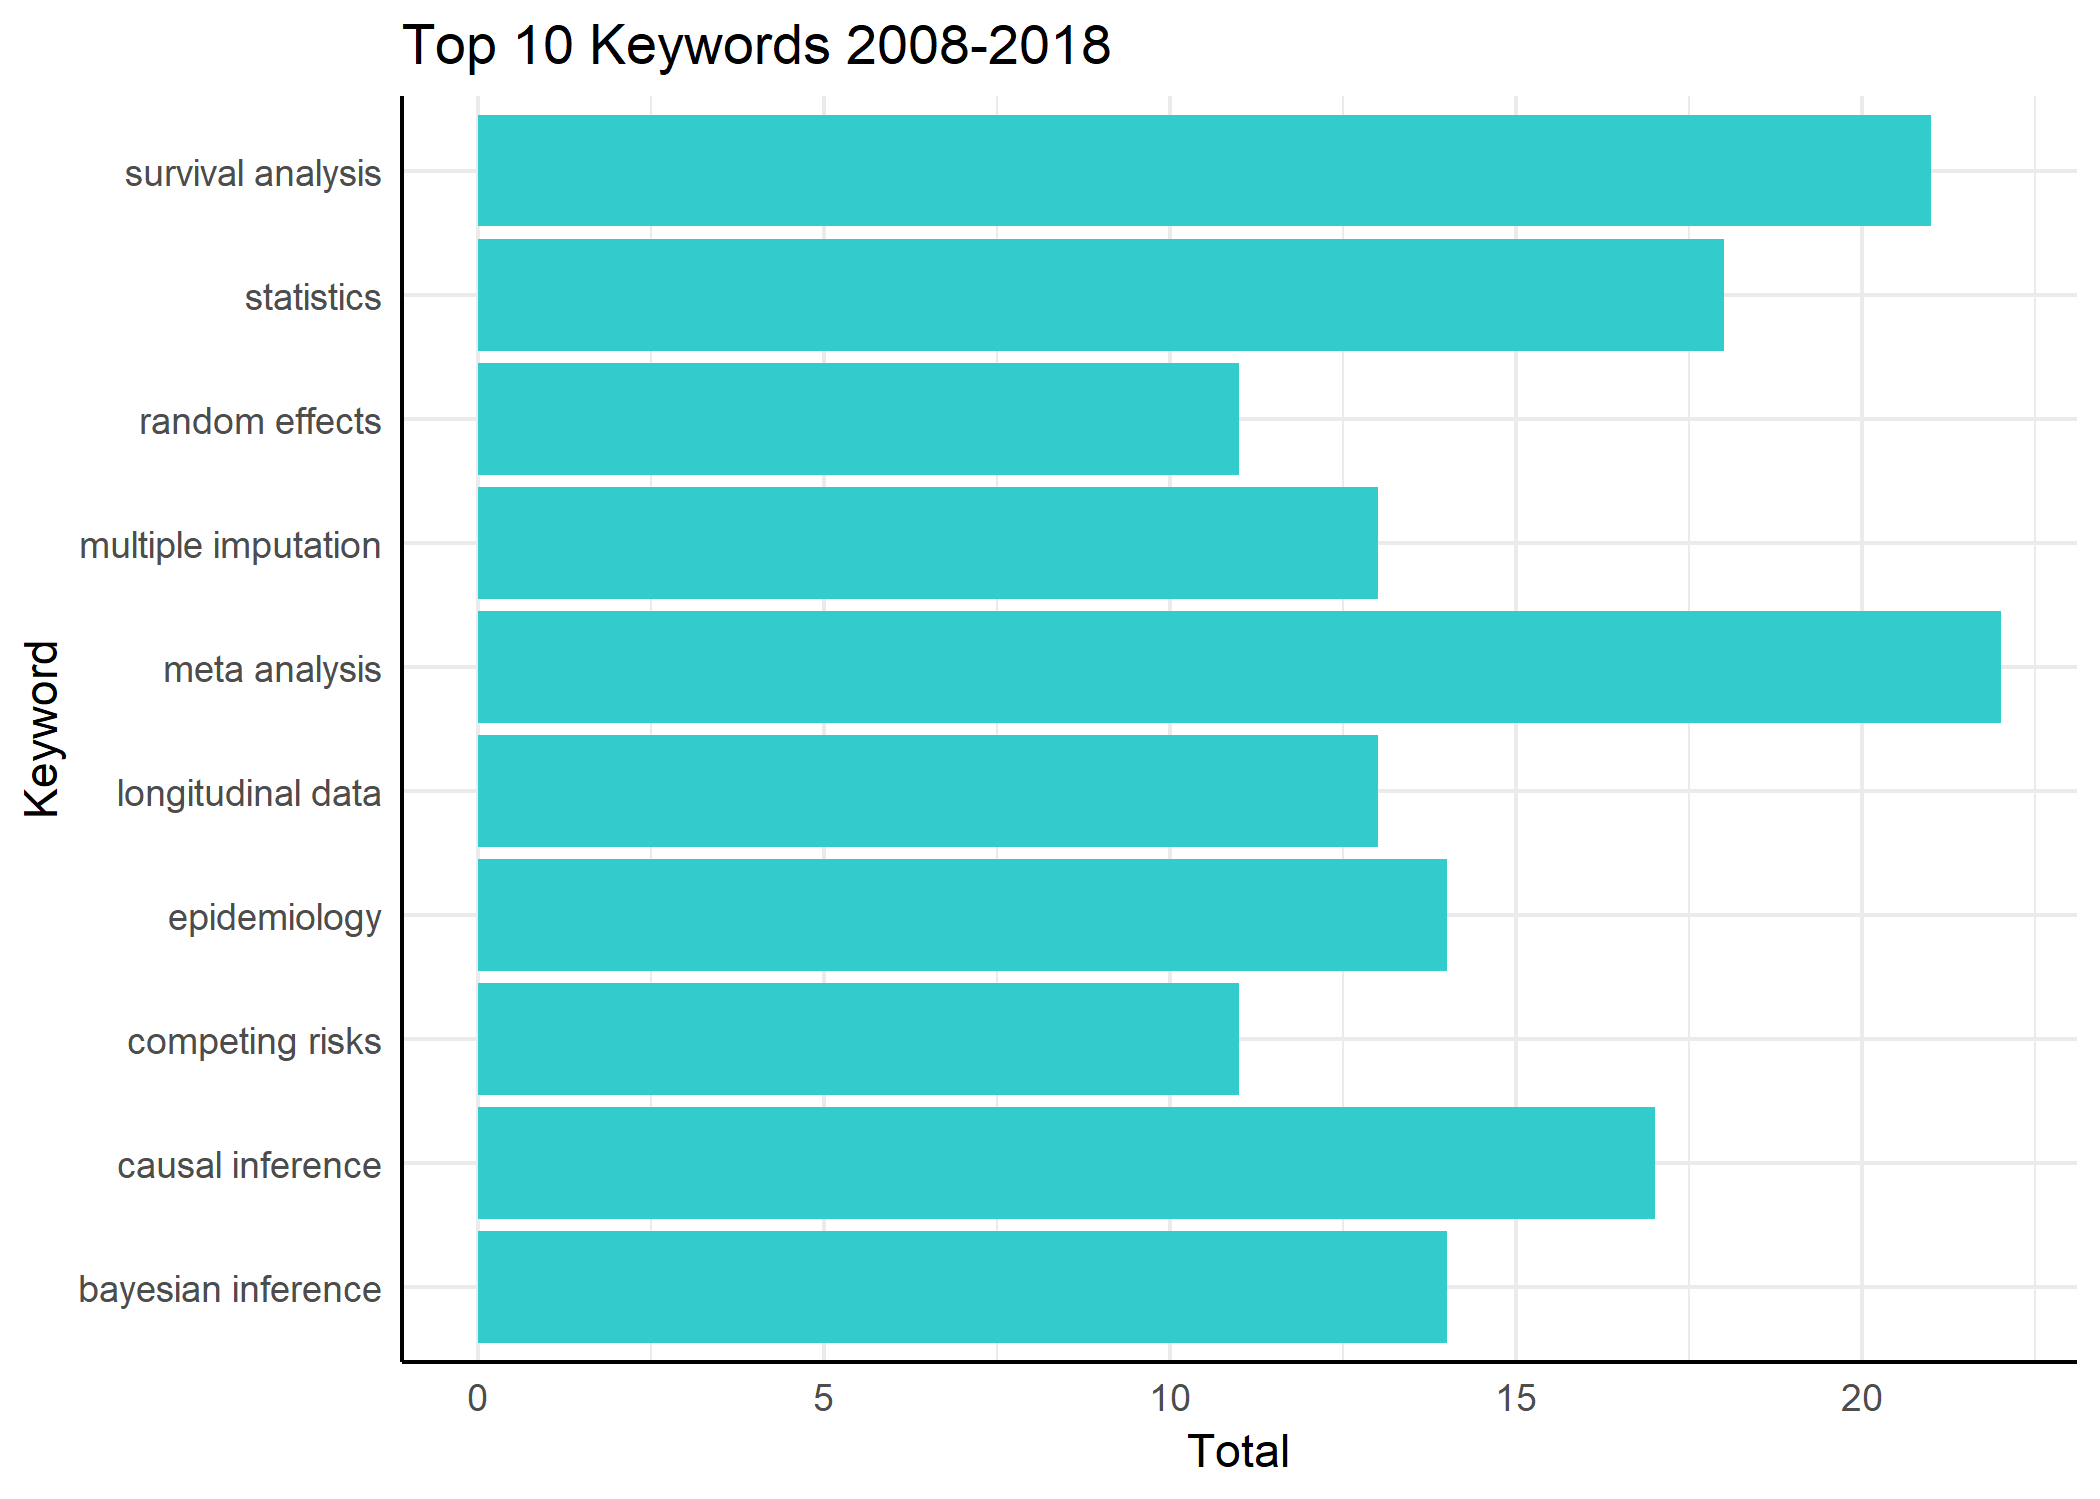 Top 10 Keywords 2008-2018
survival analysis
statistics
random effects
multiple imputation
meta analysis
longitudinal data
epidemiology
competing risks
causal inference
bayesian inference
Keyword
0 5 10 15 20
Total